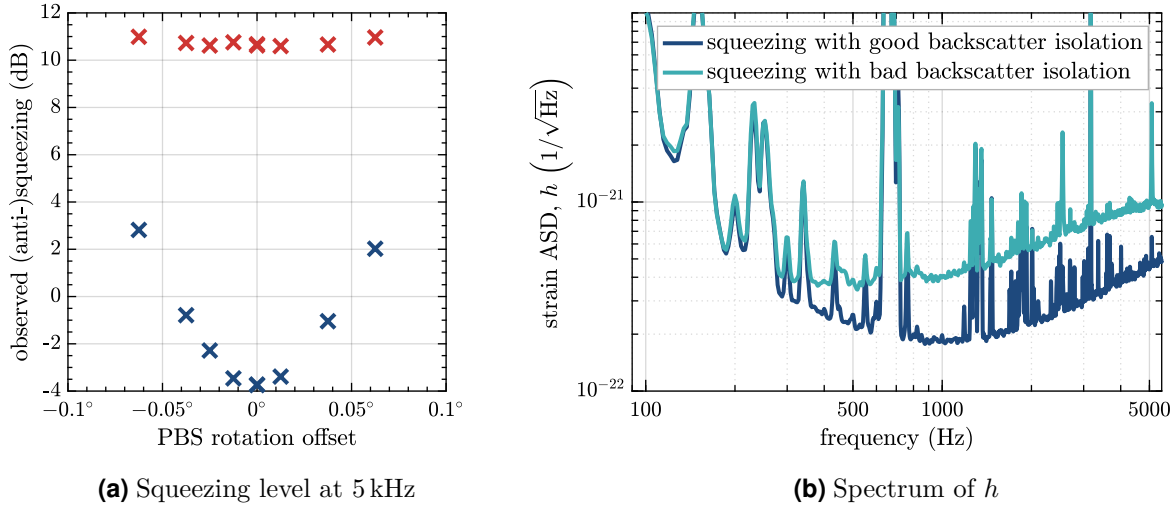 observed (anti-)squeezing (dB)
12
10
8
6
4
2
0
-2
-4
−0.1° −0.05° 0° 0.05° 0.1°
PBS rotation offset
(a) Squeezing level at 5 kHz
strain ASD, h (1/√Hz)
squeezing with good backscatter isolation
squeezing with bad backscatter isolation
10−21
10−22
100 500 1000 5000
frequency (Hz)
(b) Spectrum of h